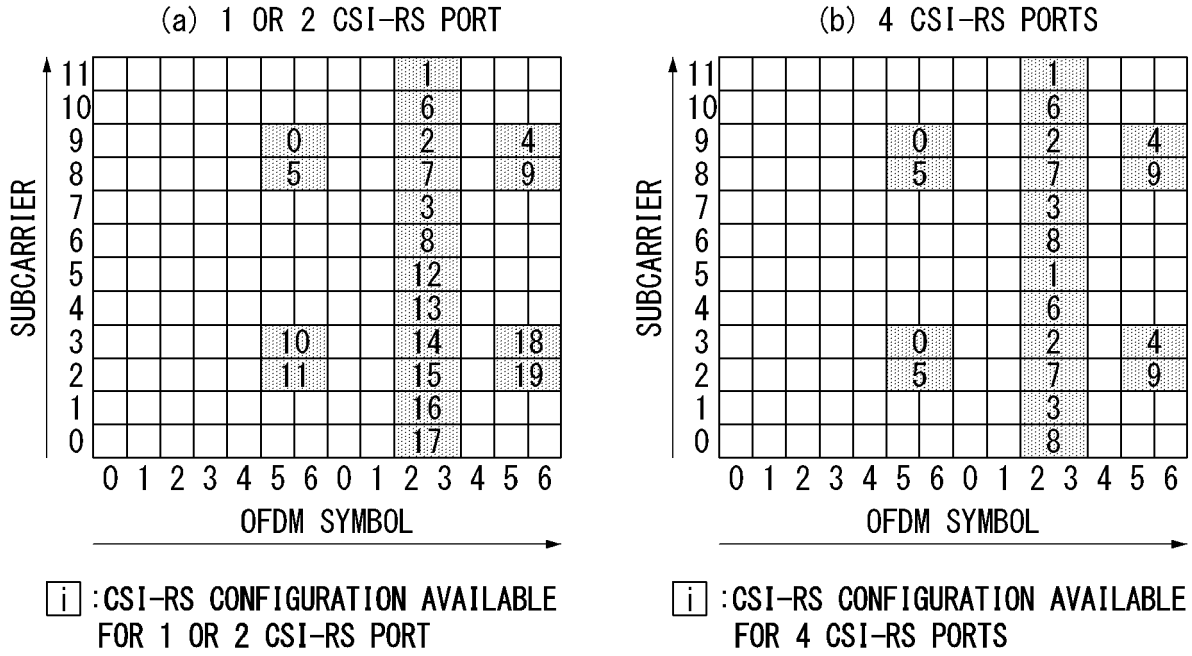 (a) 1 OR 2 CSI-RS PORT
11 1
10 6
9 0 2 4
8 5 7 9
7 3
6 8
5 12
4 13
3 10 14 18
2 11 15 19
1 16
0 17
SUBCARRIER
0 1 2 3 4 5 6 0 1 2 3 4 5 6
OFDM SYMBOL
i :CSI-RS CONFIGURATION AVAILABLE
FOR 1 OR 2 CSI-RS PORT
(b) 4 CSI-RS PORTS
11 1
10 6
9 0 2 4
8 5 7 9
7 3
6 8
5 1
4 6
3 0 2 4
2 5 7 9
1 3
0 8
SUBCARRIER
0 1 2 3 4 5 6 0 1 2 3 4 5 6
OFDM SYMBOL
i :CSI-RS CONFIGURATION AVAILABLE
FOR 4 CSI-RS PORTS